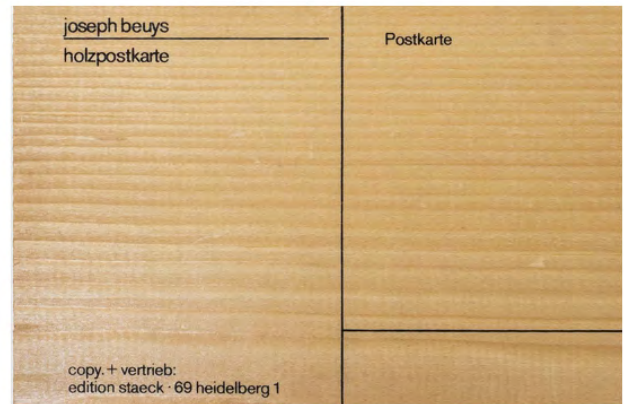 joseph beuys
holzpostkarte
Postkarte
copy. + vertrieb:
edition staeck · 69 heidelberg 1